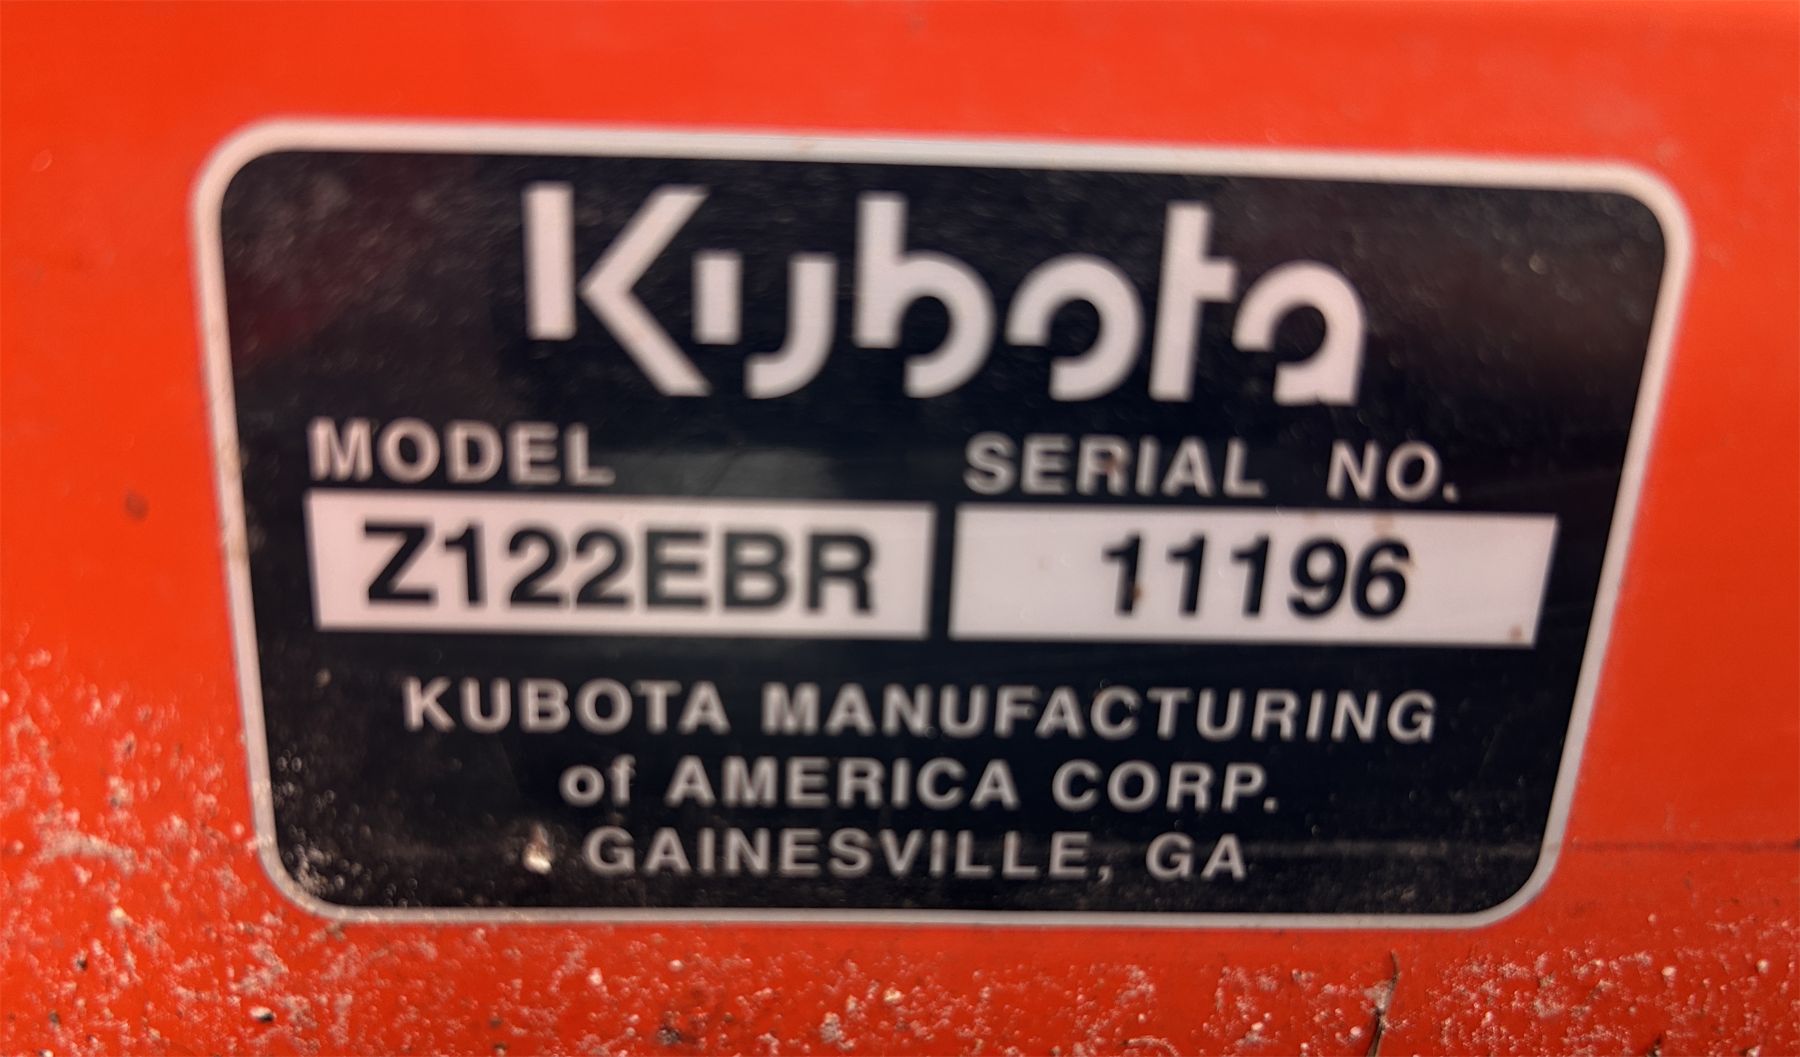 Kubota
MODEL SERIAL NO.
Z122EBR 11196
KUBOTA MANUFACTURING
of AMERICA CORP.
GAINESVILLE, GA